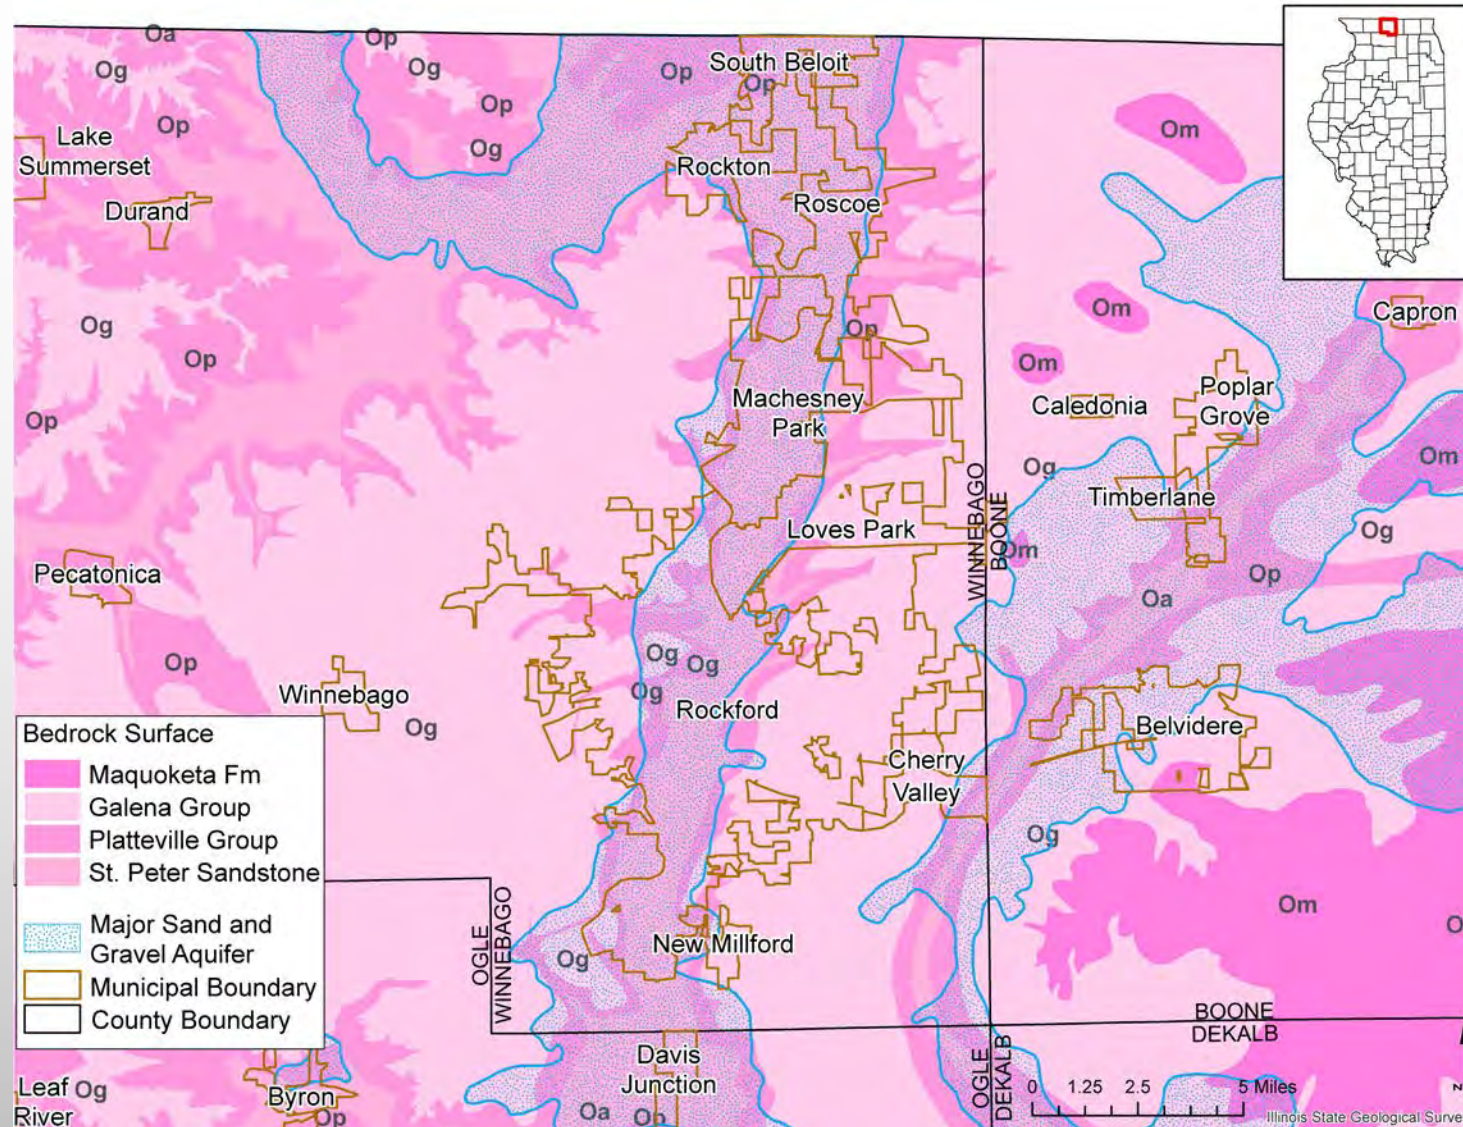 Oa
Op
Og
Og
Op
South Beloit
Op
Op
Om
Op
Lake
Summerset
Og
Rockton
Durand
Roscoe
Om
Capron
Og
Op
Op
Om
Machesney
Park
Caledonia
Poplar
Grove
Op
Om
Og
Timberlane
WINNEBAGO
BOONE
Loves Park
Og
Om
Pecatonica
Op
Oa
Og
Og
Op
Og
Winnebago
Rockford
Og
Belvidere
Cherry
Valley
Og
Om
New Millford
Og
OGLE
WINNEBAGO
BOONE
DEKALB
Davis
Junction
OGLE
DEKALB
Leaf
River
Og
Byron
Op
Oa
Op
Bedrock Surface
Maquoketa Fm
Galena Group
Platteville Group
St. Peter Sandstone
Major Sand and
Gravel Aquifer
Municipal Boundary
County Boundary
0 1.25 2.5 5 Miles
N
Illinois State Geological Surve